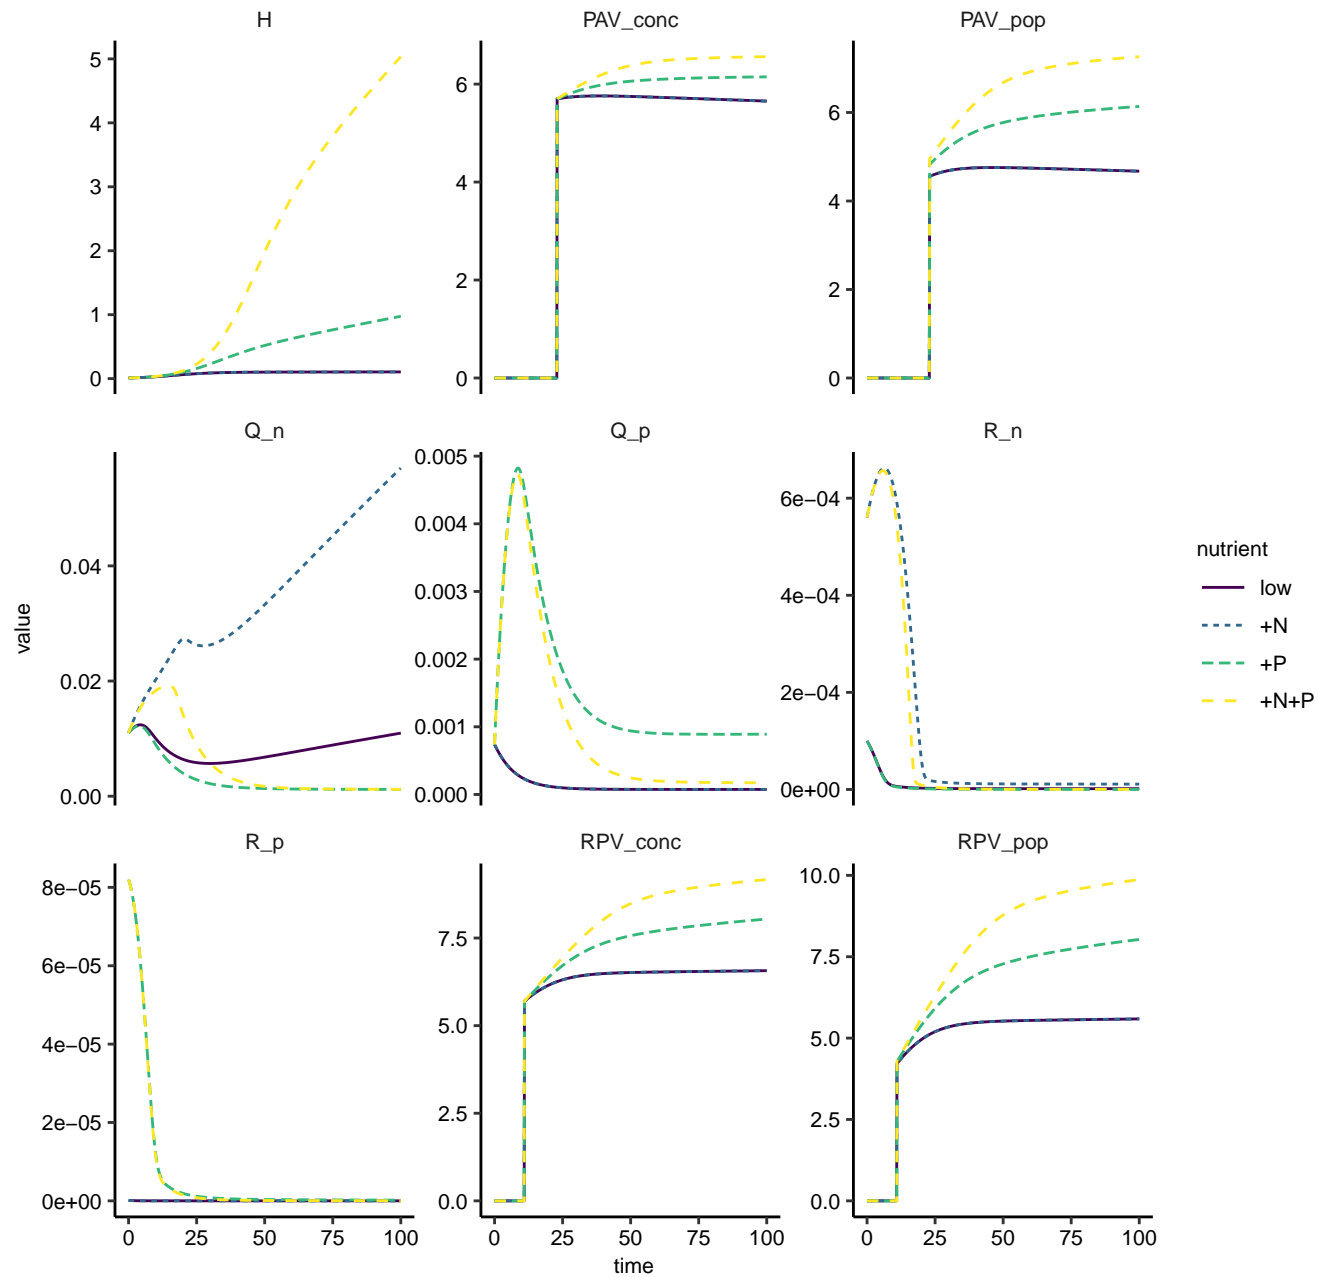 H
PAV_conc
PAV_pop
5
4
3
2
1
0
6
4
2
0
6
4
2
0
Q_n
Q_p
R_n
0.04
0.02
0.00
0.005
0.004
0.003
0.002
0.001
0.000
6e−04
4e−04
2e−04
0e+00
R_p
RPV_conc
RPV_pop
8e−05
6e−05
4e−05
2e−05
0e+00
7.5
5.0
2.5
0.0
10.0
7.5
5.0
2.5
0.0
0 25 50 75 100
0 25 50 75 100
0 25 50 75 100
time
value
nutrient
low
+N
+P
+N+P